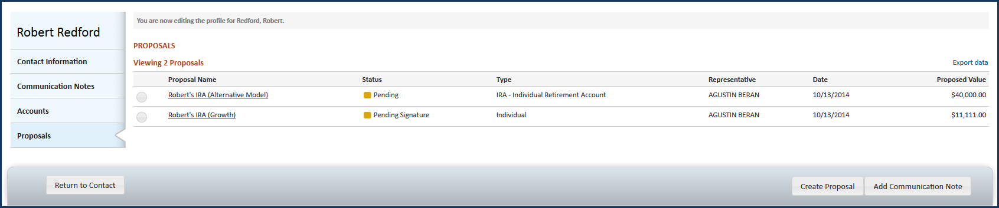 Robert Redford
Contact Information
Communication Notes
Accounts
Proposals
You are now editing the profile for Redford, Robert.
PROPOSALS
Viewing 2 Proposals
Export data
Proposal Name Status Type Representative Date Proposed Value
Robert's IRA (Alternative Model) Pending IRA - Individual Retirement Account AGUSTIN BERAN 10/13/2014 $40,000.00
Robert's IRA (Growth) Pending Signature Individual AGUSTIN BERAN 10/13/2014 $11,111.00
Return to Contact
Create Proposal
Add Communication Note